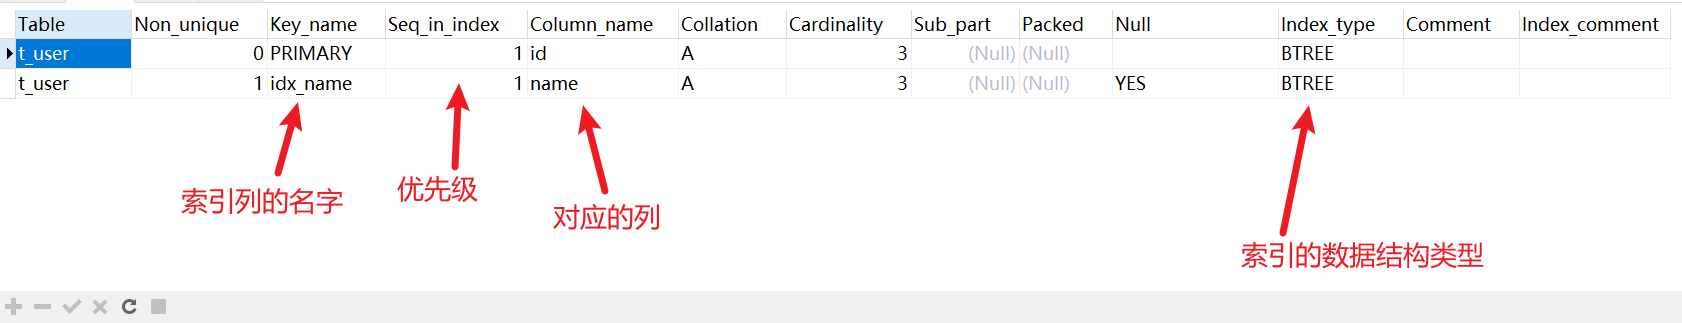 Table Non_unique Key_name Seq_in_index Column_name Collation Cardinality Sub_part Packed Null Index_type Comment Index_comment
t_user 0 PRIMARY 1 id A 3 (Null) (Null) BTREE
t_user 1 idx_name 1 name A 3 (Null) (Null) YES BTREE
索引列的名字 优先级 对应的列 索引的数据结构类型